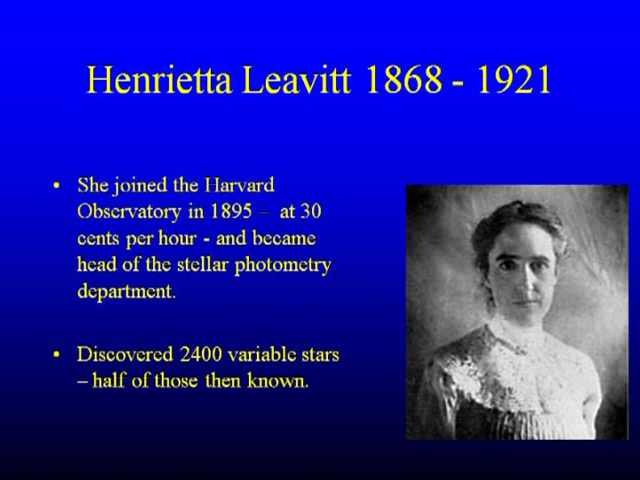 Henrietta Leavitt 1868 - 1921
• She joined the Harvard
Observatory in 1895 – at 30
cents per hour - and became
head of the stellar photometry
department.
• Discovered 2400 variable stars
– half of those then known.